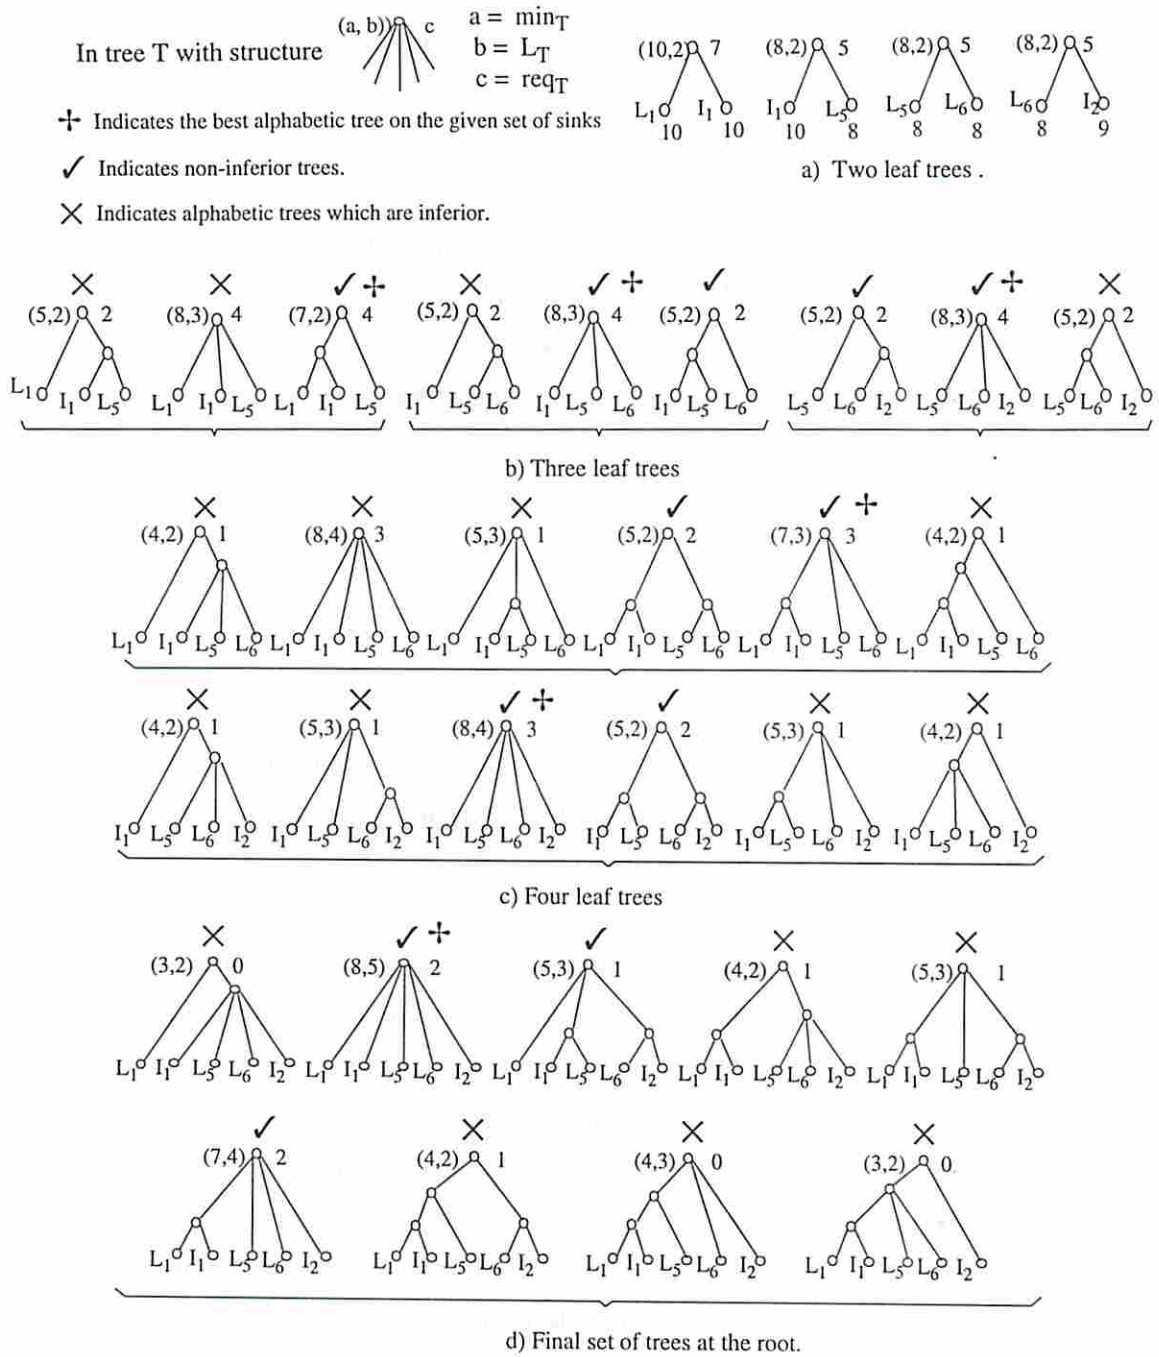 In tree T with structure
(a, b) c
a = minT
b = LT
c = reqT
✢ Indicates the best alphabetic tree on the given set of sinks
✓ Indicates non-inferior trees.
✕ Indicates alphabetic trees which are inferior.
(10,2) 7 (8,2) 5 (8,2) 5 (8,2) 5
L1 I1 I1 L5 L5 L6 L6 I2
10 10 10 8 8 8 8 9
a) Two leaf trees .
(5,2) 2 (8,3) 4 (7,2) 4 (5,2) 2 (8,3) 4 (5,2) 2 (5,2) 2 (8,3) 4 (5,2) 2
L1 I1 L5 L1 I1 L5 L1 I1 L5 I1 L5 L6 I1 L5 L6 I1 L5 L6 L5 L6 I2 L5 L6 I2 L5 L6 I2
b) Three leaf trees
(4,2) 1 (8,4) 3 (5,3) 1 (5,2) 2 (7,3) 3 (4,2) 1
L1 I1 L5 L6 L1 I1 L5 L6 L1 I1 L5 L6 L1 I1 L5 L6 L1 I1 L5 L6 L1 I1 L5 L6
(4,2) 1 (5,3) 1 (8,4) 3 (5,2) 2 (5,3) 1 (4,2) 1
I1 L5 L6 I2 I1 L5 L6 I2 I1 L5 L6 I2 I1 L5 L6 I2 I1 L5 L6 I2 I1 L5 L6 I2
c) Four leaf trees
(3,2) 0 (8,5) 2 (5,3) 1 (4,2) 1 (5,3) 1
L1 I1 L5 L6 I2 L1 I1 L5 L6 I2 L1 I1 L5 L6 I2 L1 I1 L5 L6 I2 L1 I1 L5 L6 I2
(7,4) 2 (4,2) 1 (4,3) 0 (3,2) 0
L1 I1 L5 L6 I2 L1 I1 L5 L6 I2 L1 I1 L5 L6 I2 L1 I1 L5 L6 I2
d) Final set of trees at the root.